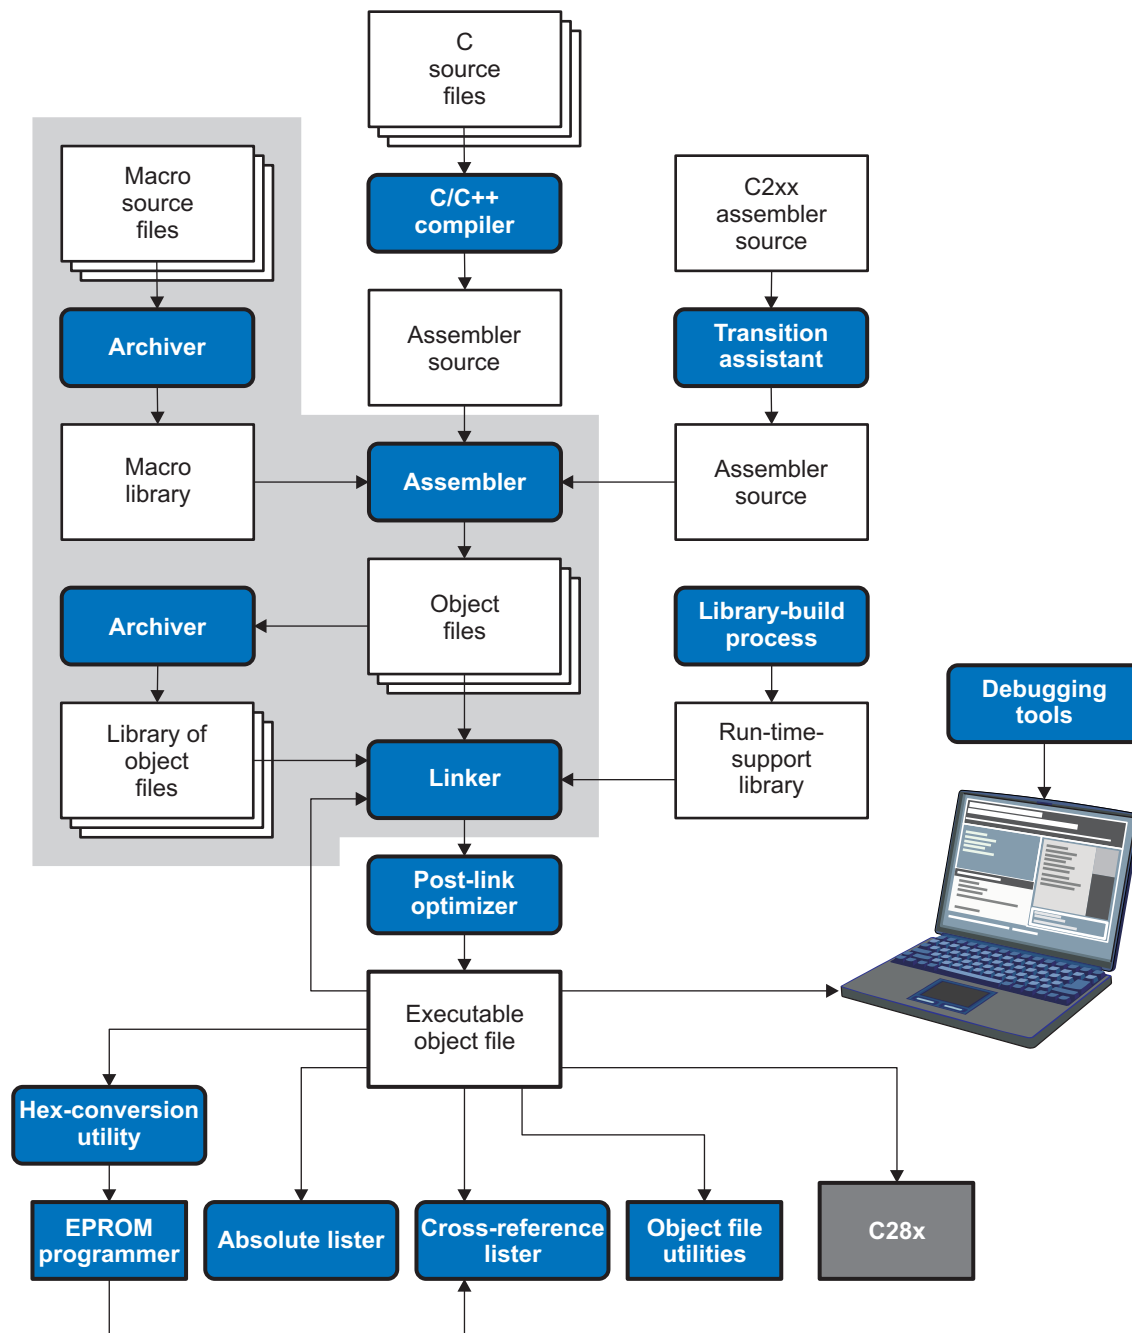 C
source
files
Macro
source
files
C/C++
compiler
C2xx
assembler
source
Archiver
Assembler
source
Transition
assistant
Macro
library
Assembler
Assembler
source
Archiver
Object
files
Library-build
process
Debugging
tools
Library of
object
files
Linker
Run-time-
support
library
Post-link
optimizer
Executable
object file
Hex-conversion
utility
EPROM
programmer
Absolute lister
Cross-reference
lister
Object file
utilities
C28x